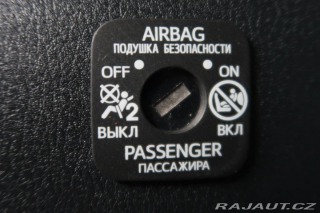 AIRBAG
ПОДУШКА БЕЗОПАСНОСТИ
OFF ON
2
ВЫКЛ ВКЛ
PASSENGER
ПАССАЖИРА
RAJAUT.CZ